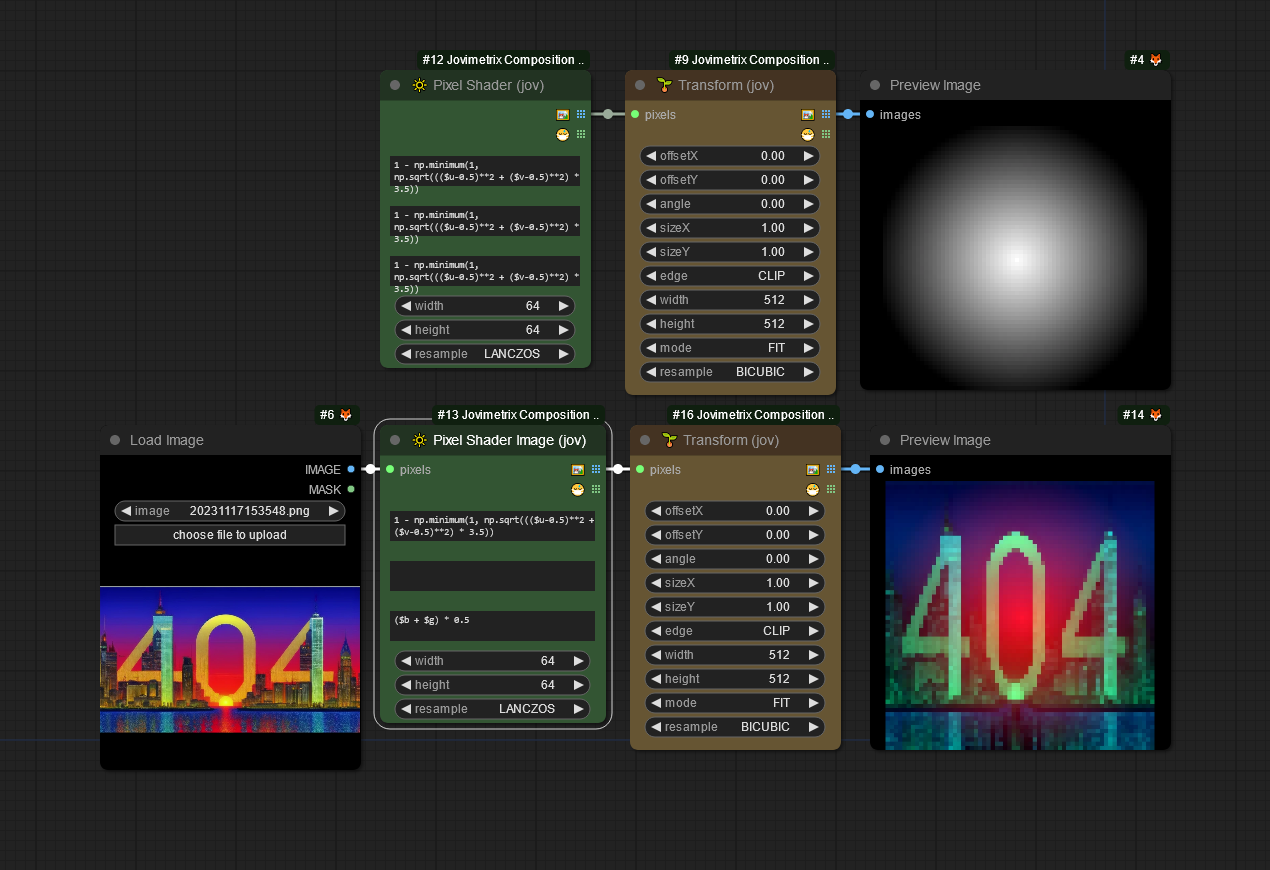 #12 Jovimetrix Composition ..
Pixel Shader (jov)
1 - np.minimum(1,
np.sqrt((($u-0.5)**2 + ($v-0.5)**2) *
3.5))
1 - np.minimum(1,
np.sqrt((($u-0.5)**2 + ($v-0.5)**2) *
3.5))
1 - np.minimum(1,
np.sqrt((($u-0.5)**2 + ($v-0.5)**2) *
3.5))
width 64
height 64
resample LANCZOS
#9 Jovimetrix Composition ..
Transform (jov)
pixels
offsetX 0.00
offsetY 0.00
angle 0.00
sizeX 1.00
sizeY 1.00
edge CLIP
width 512
height 512
mode FIT
resample BICUBIC
#4
Preview Image
images
#6
Load Image
IMAGE
MASK
image 20231117153548.png
choose file to upload
404
#13 Jovimetrix Composition ..
Pixel Shader Image (jov)
pixels
1 - np.minimum(1, np.sqrt((($u-0.5)**2 +
($v-0.5)**2) * 3.5))
($b + $g) * 0.5
width 64
height 64
resample LANCZOS
#16 Jovimetrix Composition ..
Transform (jov)
pixels
offsetX 0.00
offsetY 0.00
angle 0.00
sizeX 1.00
sizeY 1.00
edge CLIP
width 512
height 512
mode FIT
resample BICUBIC
#14
Preview Image
images
404